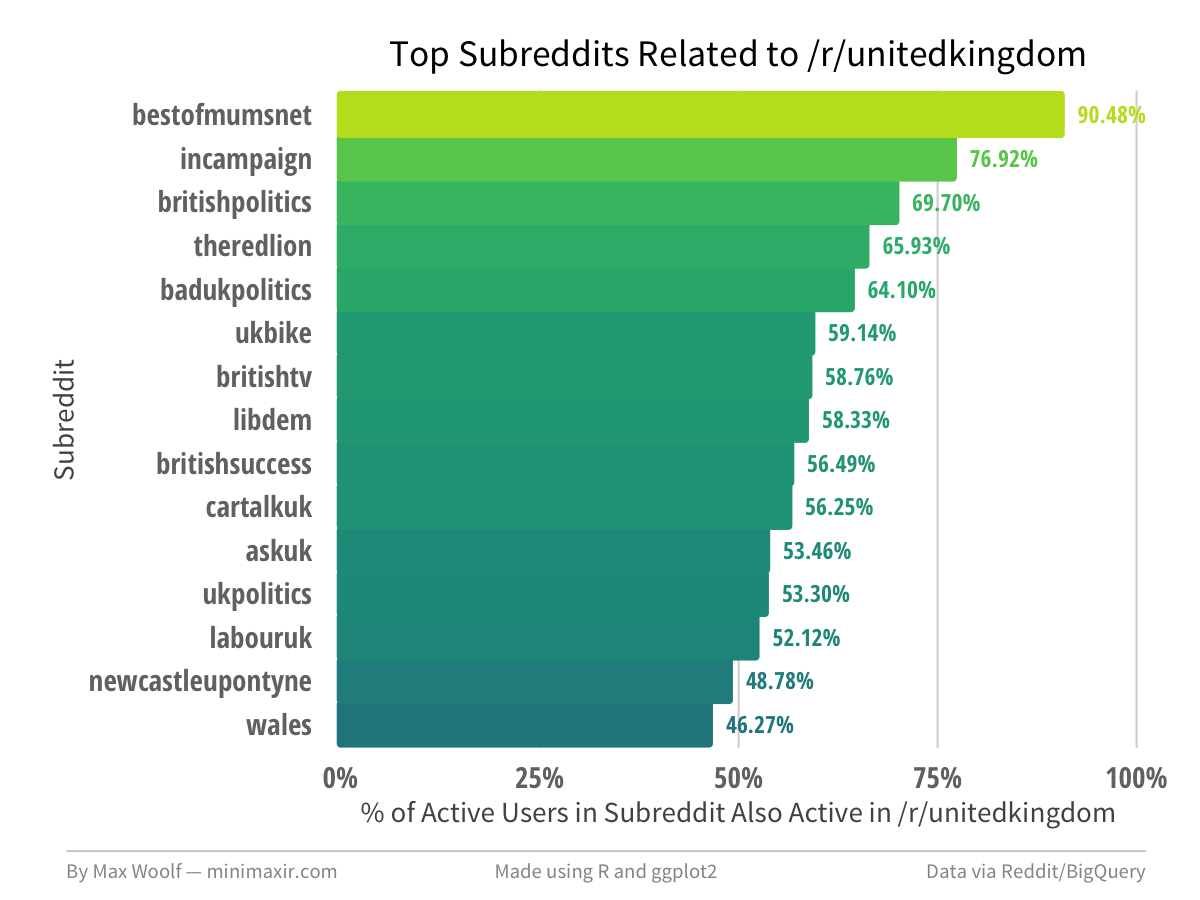 Top Subreddits Related to /r/unitedkingdom
bestofmumsnet 90.48%
incampaign 76.92%
britishpolitics 69.70%
theredlion 65.93%
badukpolitics 64.10%
ukbike 59.14%
britishtv 58.76%
libdem 58.33%
britishsuccess 56.49%
cartalkuk 56.25%
askuk 53.46%
ukpolitics 53.30%
labouruk 52.12%
newcastleupontyne 48.78%
wales 46.27%
Subreddit
0% 25% 50% 75% 100%
% of Active Users in Subreddit Also Active in /r/unitedkingdom
By Max Woolf — minimaxir.com Made using R and ggplot2 Data via Reddit/BigQuery